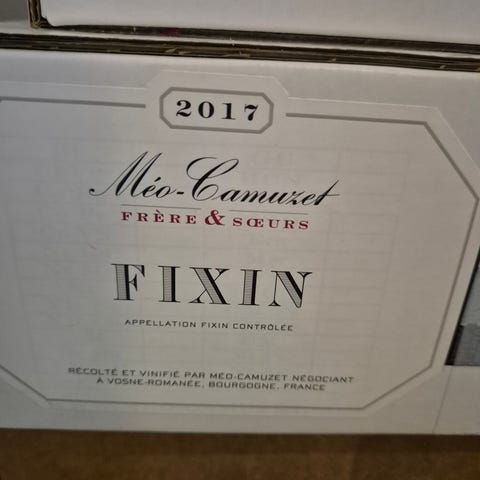 2017
Méo-Camuzet
FRÈRE & SŒURS
FIXIN
APPELLATION FIXIN CONTRÔLÉE
RÉCOLTÉ ET VINIFIÉ PAR MÉO-CAMUZET NÉGOCIANT
À VOSNE-ROMANÉE, BOURGOGNE, FRANCE